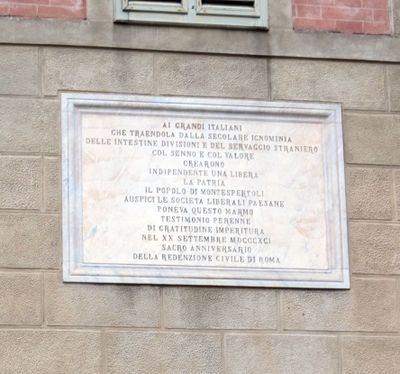 AI GRANDI ITALIANI
CHE TRAENDOLA DALLA SECOLARE IGNOMINIA
DELLE INTESTINE DIVISIONI E DEL SERVAGGIO STRANIERO
COL SENNO E COL VALORE
CREARONO
INDIPENDENTE UNA LIBERA
LA PATRIA
IL POPOLO DI MONTESPERTOLI
AUSPICI LE SOCIETA LIBERALI PAESANE
PONEVA QUESTO MARMO
TESTIMONIO PERENNE
DI GRATITUDINE IMPERITURA
NEL XX SETTEMBRE MDCCCXCI
SACRO ANNIVERSARIO
DELLA REDENZIONE CIVILE DI ROMA